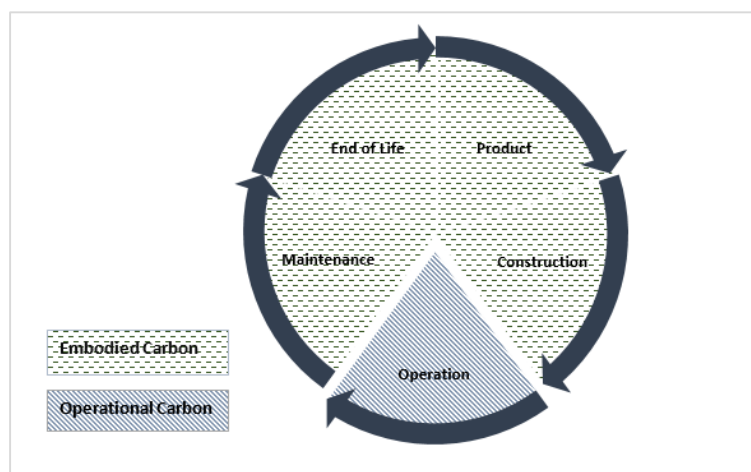 End of Life
Product
Maintenance
Construction
Embodied Carbon
Operation
Operational Carbon